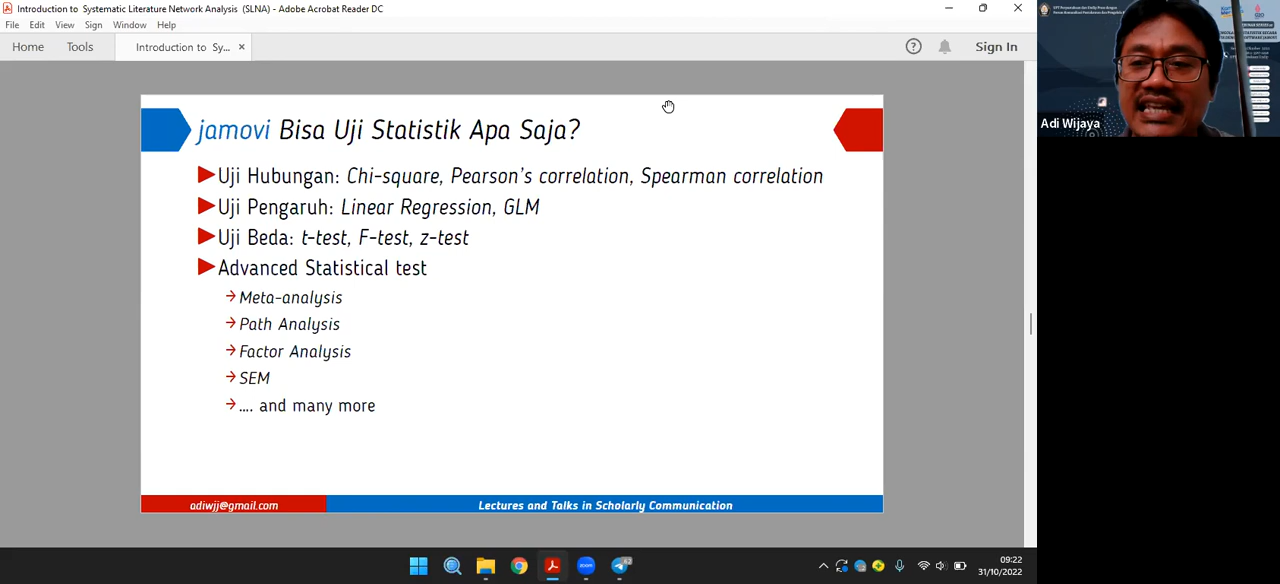 Introduction to Systematic Literature Network Analysis (SLNA) - Adobe Acrobat Reader DC
File Edit View Sign Window Help
Home Tools Introduction to Sy... × Sign In
jamovi Bisa Uji Statistik Apa Saja?
Uji Hubungan: Chi-square, Pearson's correlation, Spearman correlation
Uji Pengaruh: Linear Regression, GLM
Uji Beda: t-test, F-test, z-test
Advanced Statistical test
Meta-analysis
Path Analysis
Factor Analysis
SEM
.... and many more
adiwjj@gmail.com Lectures and Talks in Scholarly Communication
Adi Wijaya
zoom
62
09:22
31/10/2022